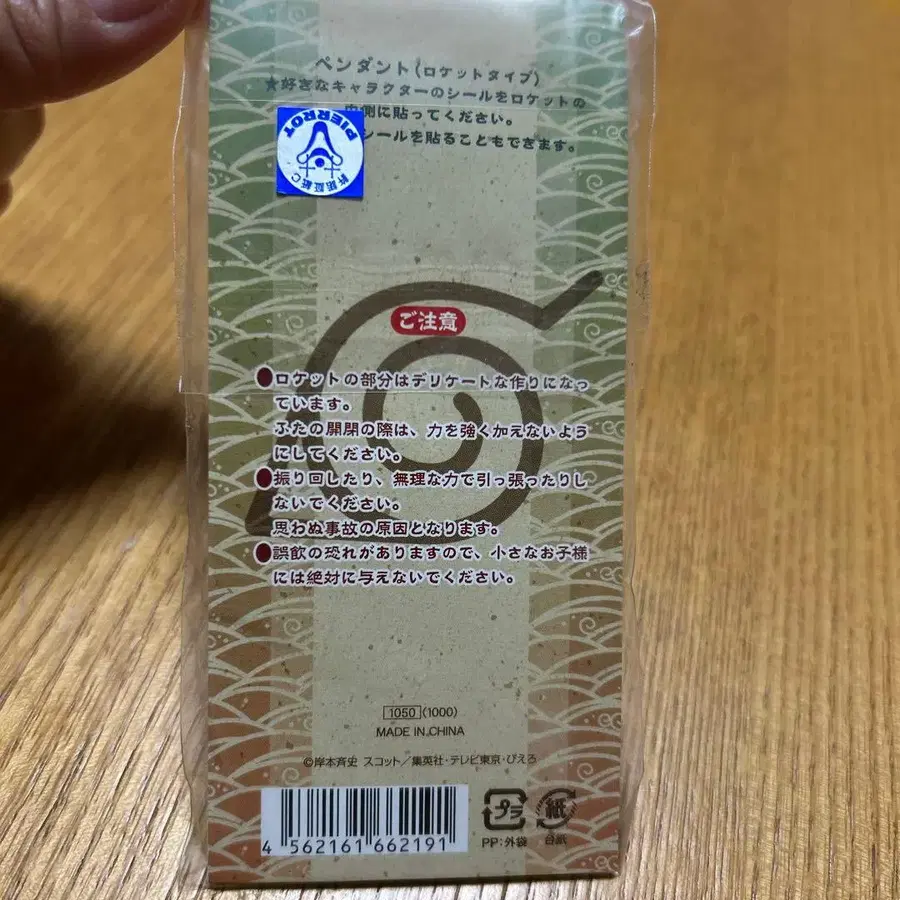 ペンダント(ロケットタイプ)
★好きなキャラクターのシールをロケットの
内側に貼ってください。
シールを貼ることもできます。
PIERROT
許諾証紙C
ご注意
●ロケットの部分はデリケートな作りになっ
ています。
ふたの開閉の際は、力を強く加えないよう
にしてください。
●振り回したり、無理な力で引っ張ったりし
ないでください。
思わぬ事故の原因となります。
●誤飲の恐れがありますので、小さなお子様
には絶対に与えないでください。
1050(1000)
MADE IN CHINA
©岸本斉史 スコット/集英社・テレビ東京・ぴえろ
4 562161 662191
プラ 紙
PP:外袋 台紙